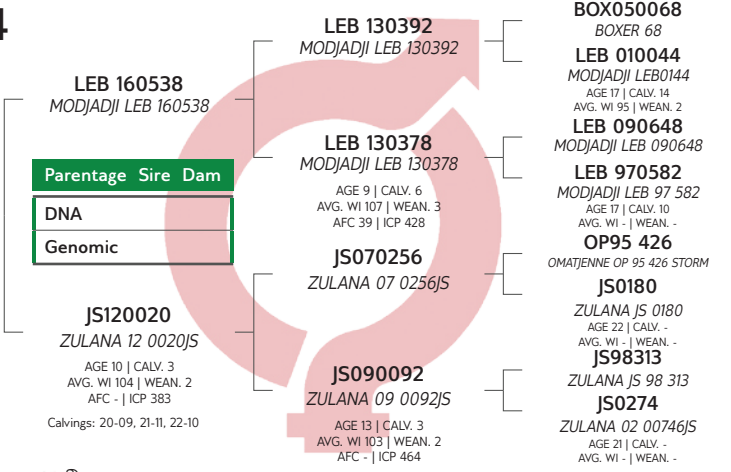 4
LEB 160538
MODJADJI LEB 160538
Parentage Sire Dam
DNA
Genomic
JS120020
ZULANA 12 0020JS
AGE 10 | CALV. 3
AVG. WI 104 | WEAN. 2
AFC - | ICP 383
Calvings: 20-09, 21-11, 22-10
LEB 130392
MODJADJI LEB 130392
LEB 130378
MODJADJI LEB 130378
AGE 9 | CALV. 6
AVG. WI 107 | WEAN. 3
AFC 39 | ICP 428
JS070256
ZULANA 07 0256JS
JS090092
ZULANA 09 0092JS
AGE 13 | CALV. 3
AVG. WI 103 | WEAN. 2
AFC - | ICP 464
BOX050068
BOXER 68
LEB 010044
MODJADJI LEB0144
AGE 17 | CALV. 14
AVG. WI 95 | WEAN. 2
LEB 090648
MODJADJI LEB 090648
LEB 970582
MODJADJI LEB 97 582
AGE 17 | CALV. 10
AVG. WI - | WEAN. -
OP95 426
OMATJENNE OP 95 426 STORM
JS0180
ZULANA JS 0180
AGE 22 | CALV. -
AVG. WI - | WEAN. -
JS98313
ZULANA JS 98 313
JS0274
ZULANA 02 00746JS
AGE 21 | CALV. -
AVG. WI - | WEAN. -